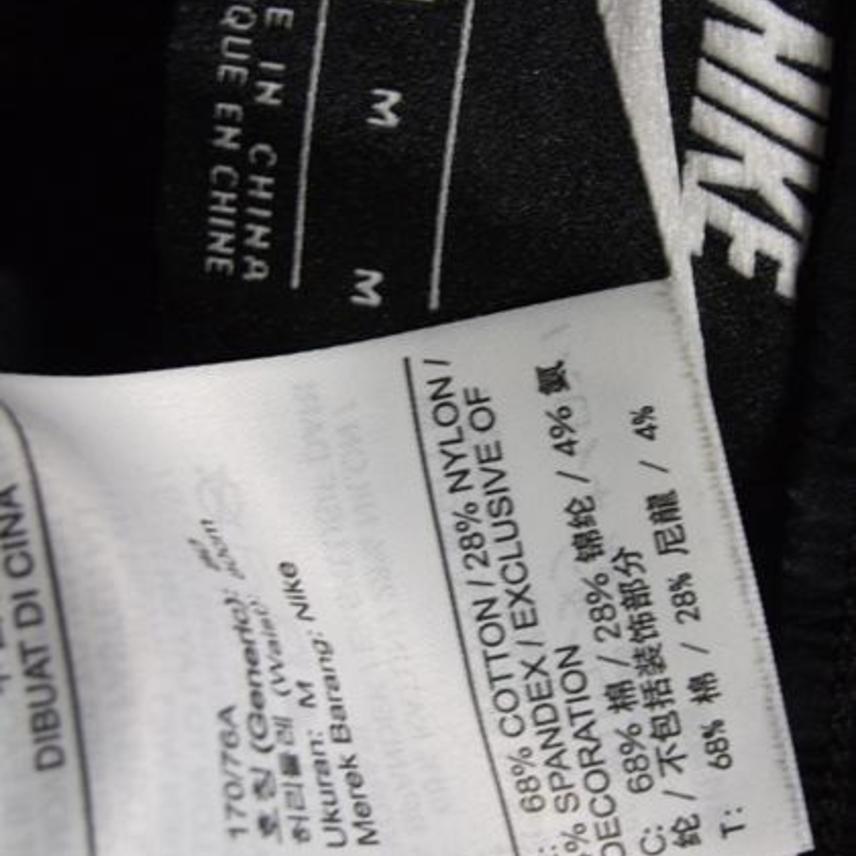 NIKE
M
M
E IN CHINA
QUE EN CHINE
DIBUAT DI CINA
170/76A
호칭 (Generic):
허리둘레 (Waist):
Ukuran: M
Merek Barang: Nike
68% COTTON / 28% NYLON /
% SPANDEX / EXCLUSIVE OF
DECORATION
C: 68% 棉 / 28% 锦纶 / 4% 氨
纶 / 不包括装饰部分
T: 68% 棉 / 28% 尼龍 / 4%